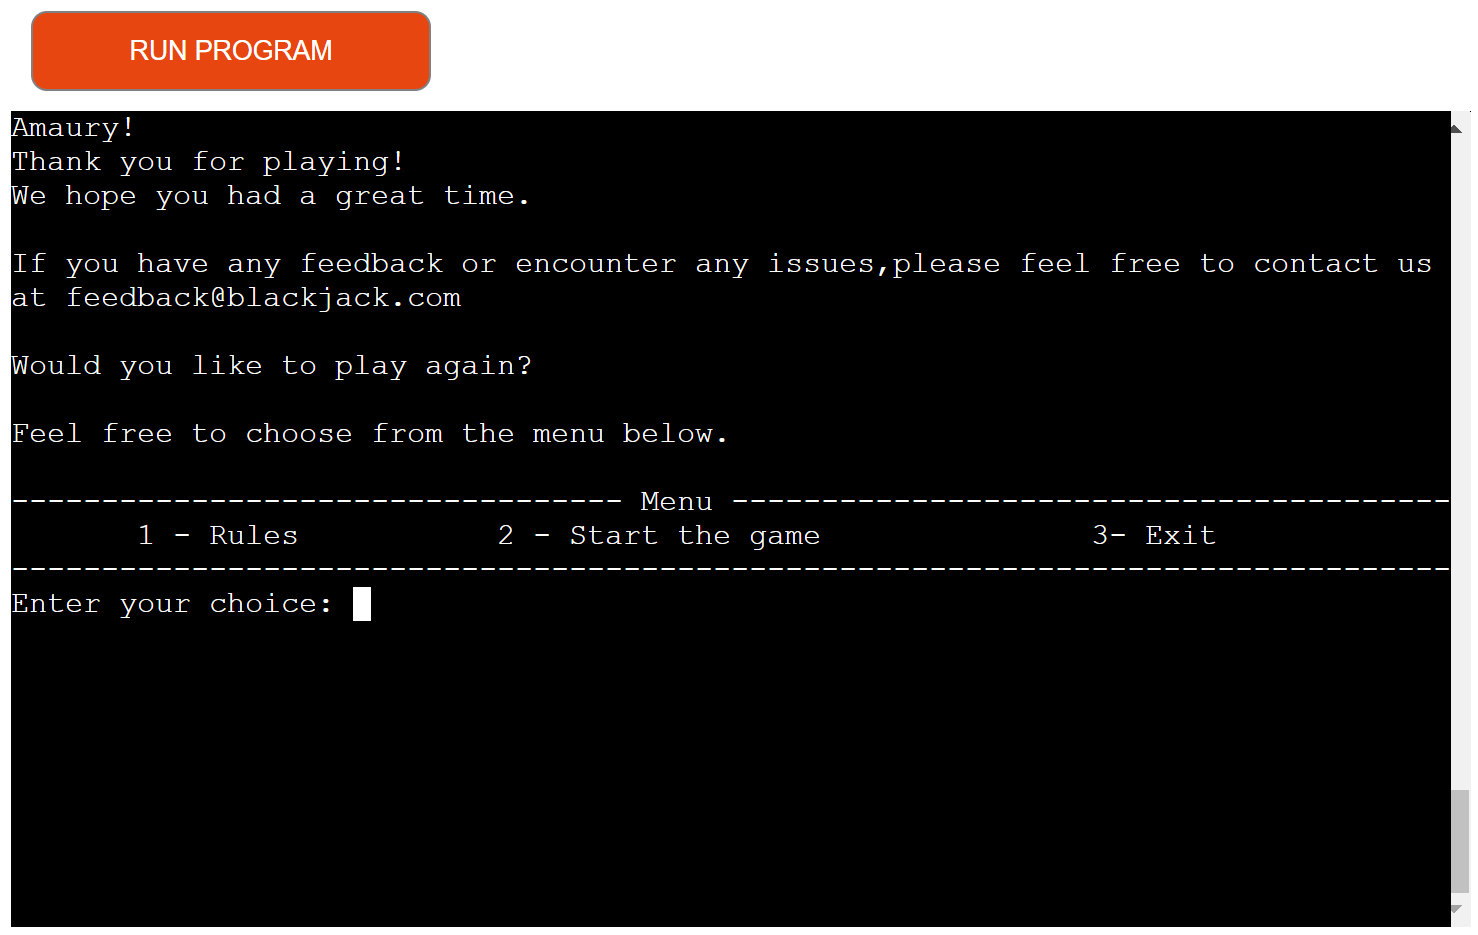 RUN PROGRAM
Amaury!
Thank you for playing!
We hope you had a great time.
If you have any feedback or encounter any issues,please feel free to contact us
at feedback@blackjack.com
Would you like to play again?
Feel free to choose from the menu below.
---------------------------------- Menu ----------------------------------------
1 - Rules           2 - Start the game               3- Exit
--------------------------------------------------------------------------------
Enter your choice: